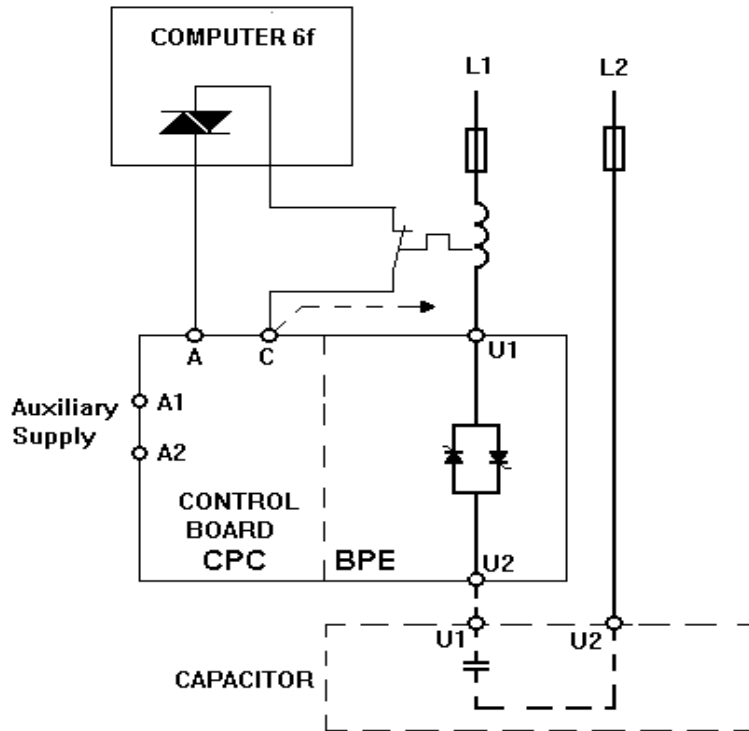 COMPUTER 6f
L1
L2
A
C
U1
Auxiliary
Supply
A1
A2
CONTROL
BOARD
CPC
BPE
U2
U1
U2
CAPACITOR